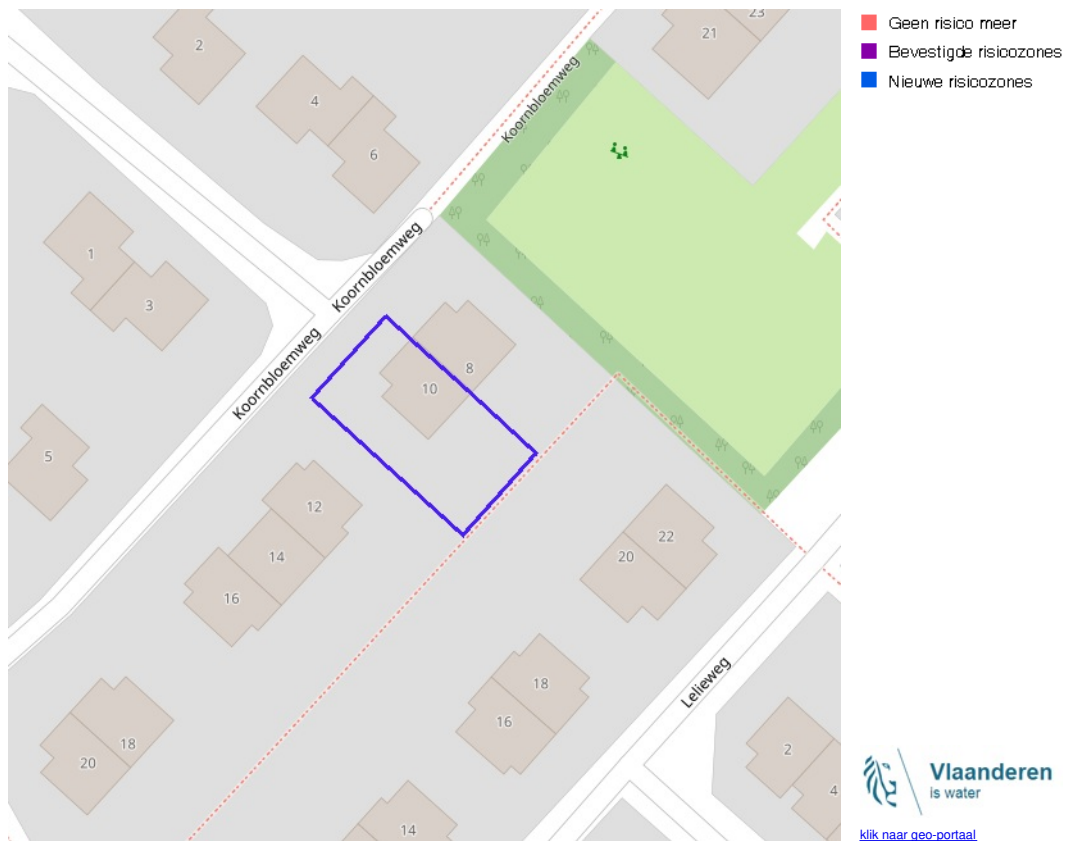 23
21
2
4
6
Koornbloemweg
Geen risico meer
Bevestigde risicozones
Nieuwe risicozones
Koornbloemweg
1
3
Koornbloemweg
8
10
5
12
14
16
22
20
18
16
Lelieweg
18
20
2
4
14
Vlaanderen
is water
klik naar geo-portaal